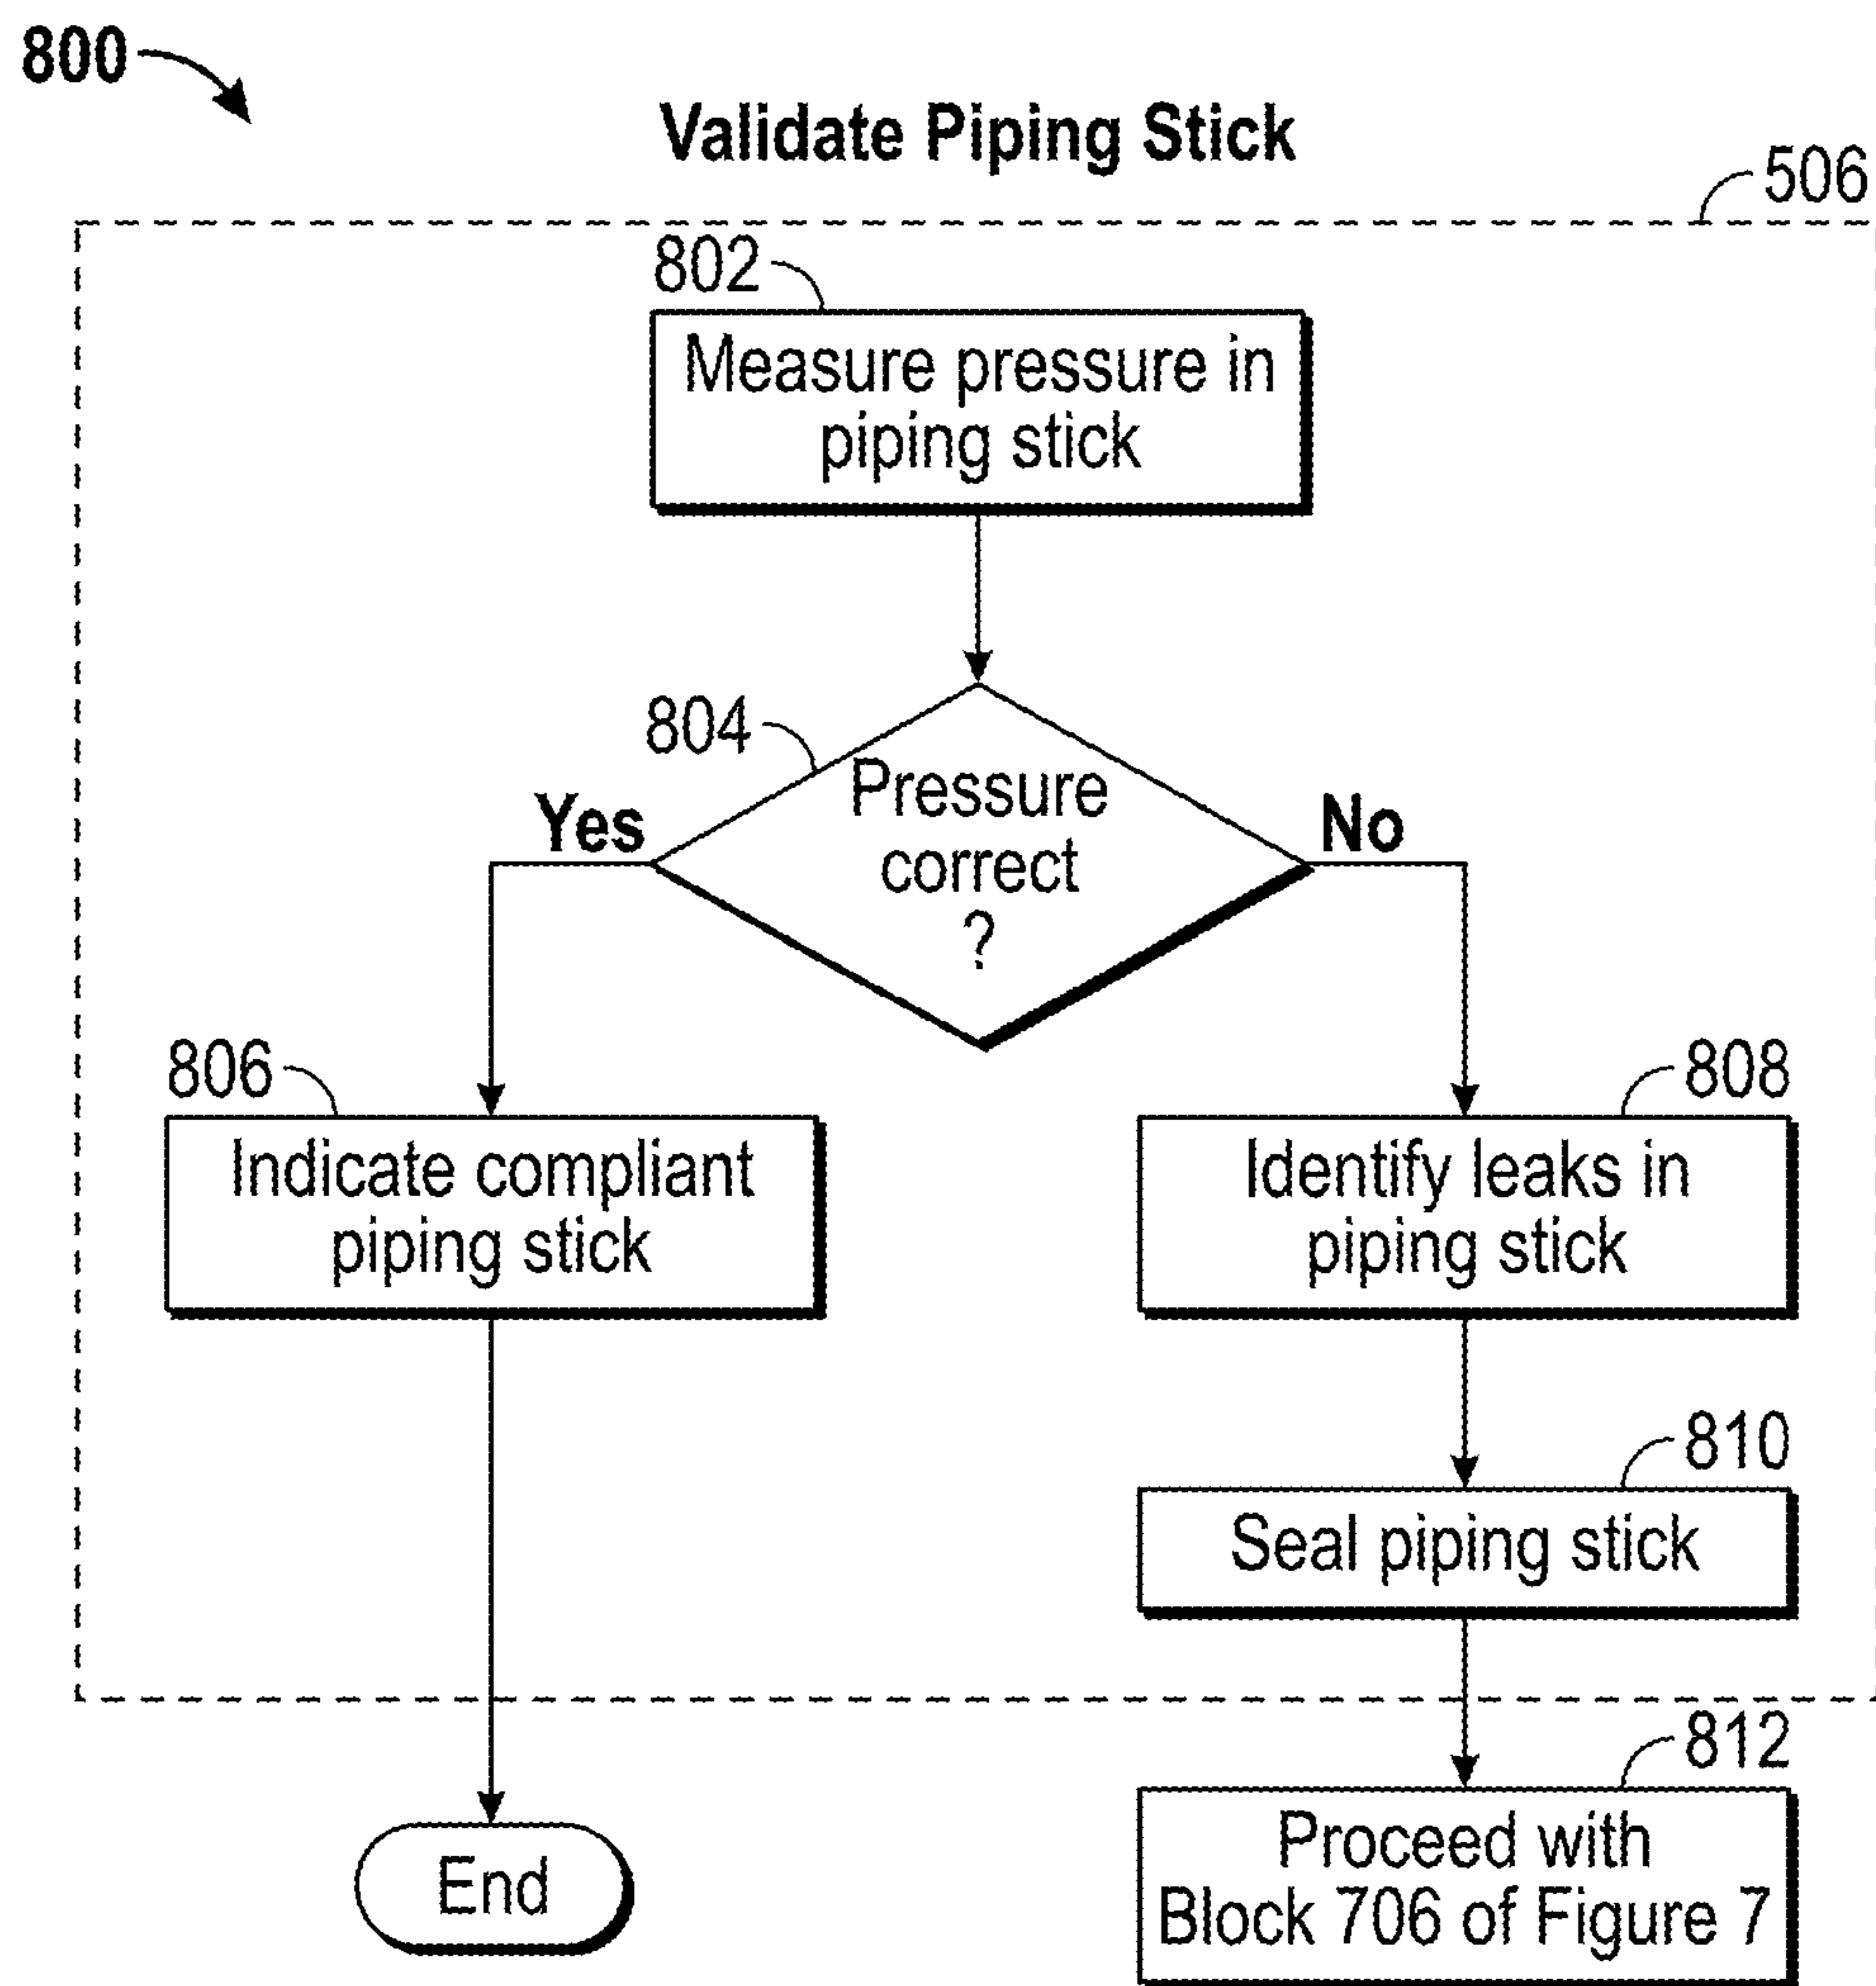 800
Validate Piping Stick
506
802
Measure pressure in
piping stick
804
Pressure
correct
?
Yes
No
806
Indicate compliant
piping stick
808
Identify leaks in
piping stick
810
Seal piping stick
812
End
Proceed with
Block 706 of Figure 7